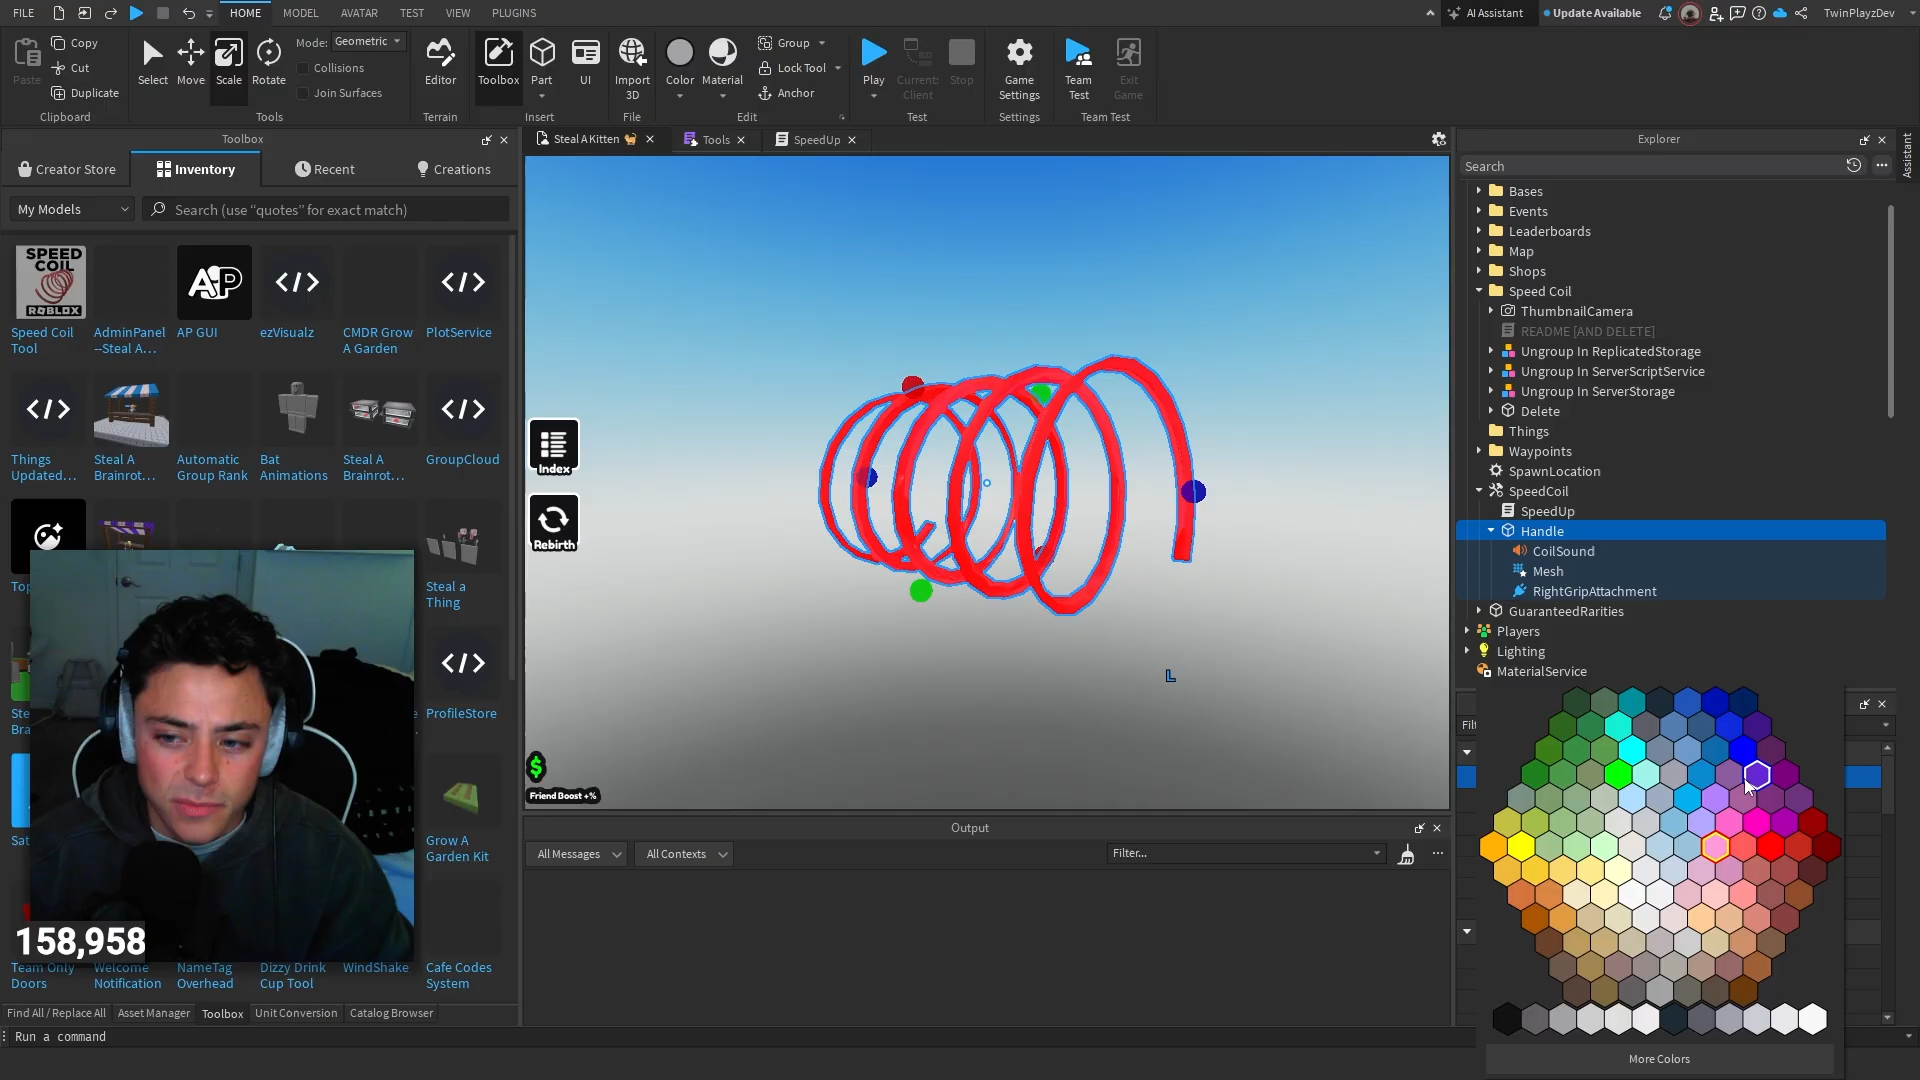 FILE
HOME
MODEL
AVATAR
TEST
VIEW
PLUGINS
AI Assistant
Update Available
TwinPlayzDev
Paste
Copy
Cut
Duplicate
Clipboard
Select
Move
Scale
Rotate
Mode:
Geometric
Collisions
Join Surfaces
Tools
Editor
Terrain
Toolbox
Part
UI
Insert
Import
3D
File
Color
Material
Group
Lock Tool
Anchor
Edit
Play
Current:
Client
Stop
Test
Game
Settings
Settings
Team
Test
Exit
Game
Team Test
Toolbox
Creator Store
Inventory
Recent
Creations
My Models
Search (use “quotes” for exact match)
SPEED
COIL
ROBLOX
AP
Speed Coil
Tool
AdminPanel
--Steal A...
AP GUI
ezVisualz
CMDR Grow
A Garden
PlotService
Things
Updated...
Steal A
Brainrot...
Automatic
Group Rank
Bat
Animations
Steal A
Brainrot...
GroupCloud
Steal a
Thing
ProfileStore
Grow A
Garden Kit
158,958
Team Only
Doors
Welcome
Notification
NameTag
Overhead
Dizzy Drink
Cup Tool
WindShake
Cafe Codes
System
Find All / Replace All
Asset Manager
Toolbox
Unit Conversion
Catalog Browser
Run a command
Steal A Kitten
Tools
SpeedUp
Index
Rebirth
$
Friend Boost +%
L
Output
All Messages
All Contexts
Filter...
Explorer
Assistant
Search
Bases
Events
Leaderboards
Map
Shops
Speed Coil
ThumbnailCamera
README [AND DELETE]
Ungroup In ReplicatedStorage
Ungroup In ServerScriptService
Ungroup In ServerStorage
Delete
Things
Waypoints
SpawnLocation
SpeedCoil
SpeedUp
Handle
CoilSound
Mesh
RightGripAttachment
GuaranteedRarities
Players
Lighting
MaterialService
More Colors